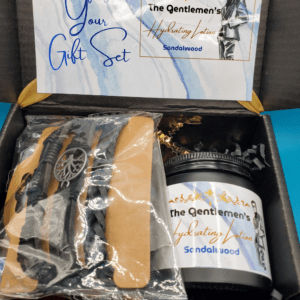 Your
Gift Set
The Gentlemen's
Hydrating Lotion
Sandalwood
The Gentlemen's
Hydrating Lotion
Sandalwood